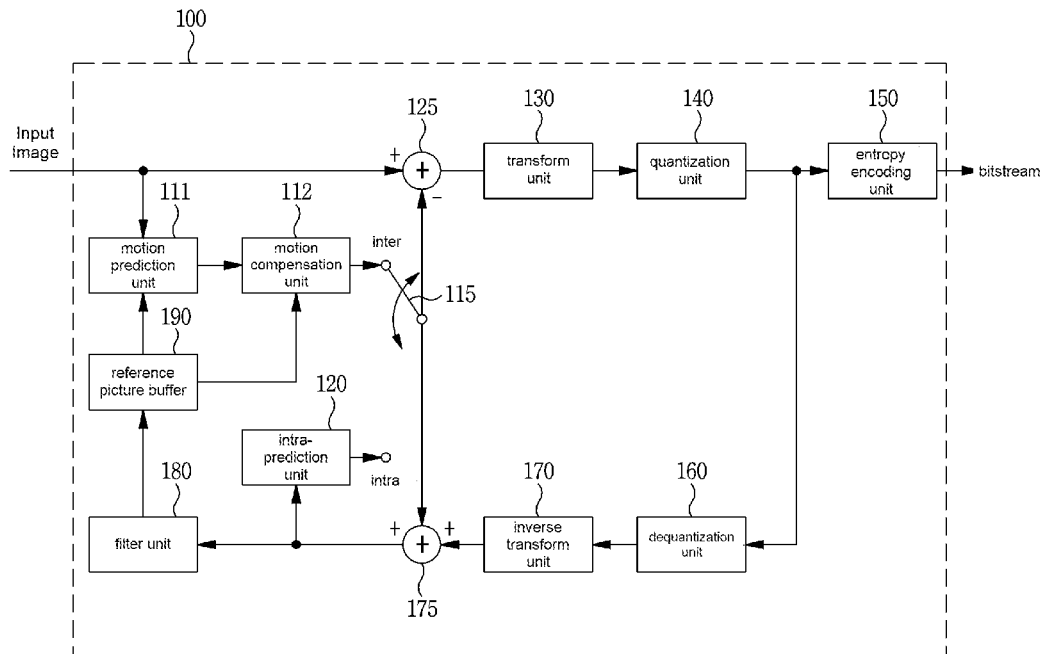 100
Input
Image
125
130
140
150
+
+
−
transform
unit
quantization
unit
entropy
encoding
unit
bitstream
111
112
motion
prediction
unit
motion
compensation
unit
inter
115
190
reference
picture buffer
120
intra-
prediction
unit
intra
180
170
160
filter unit
+
+
+
inverse
transform
unit
dequantization
unit
175